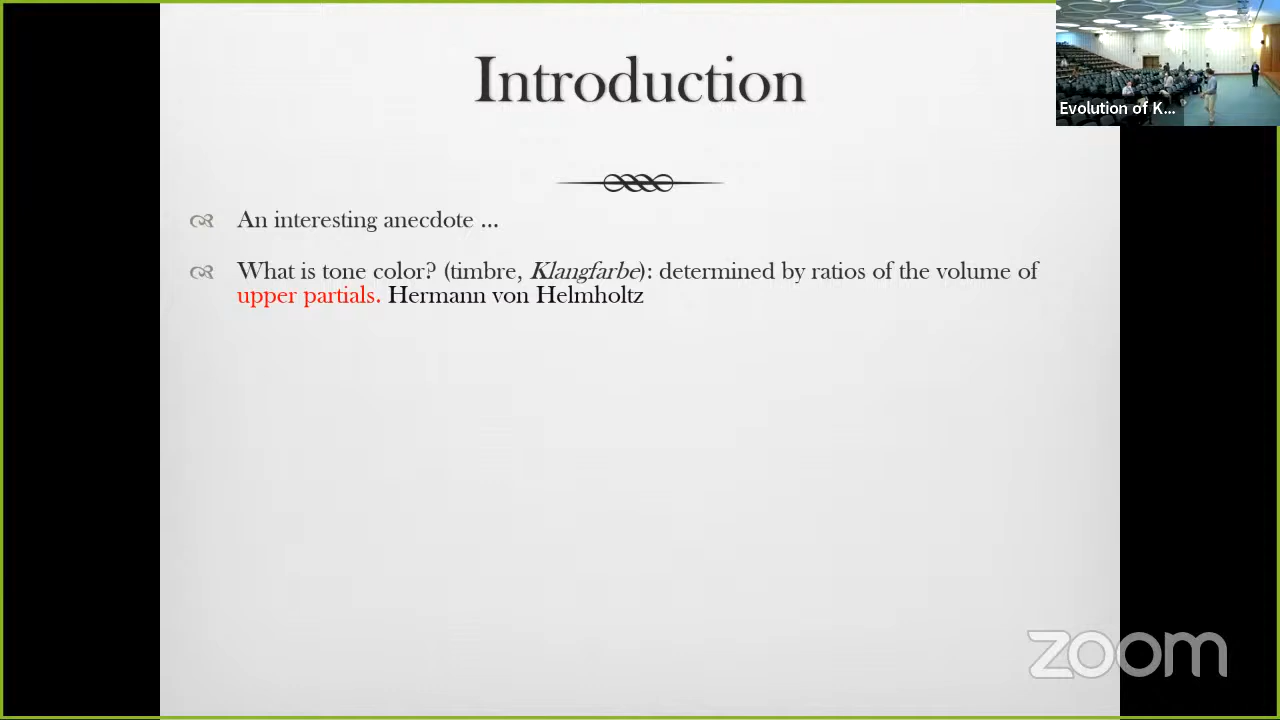 Introduction
An interesting anecdote ...
What is tone color? (timbre, Klangfarbe): determined by ratios of the volume of
upper partials. Hermann von Helmholtz
Evolution of K...
zoom